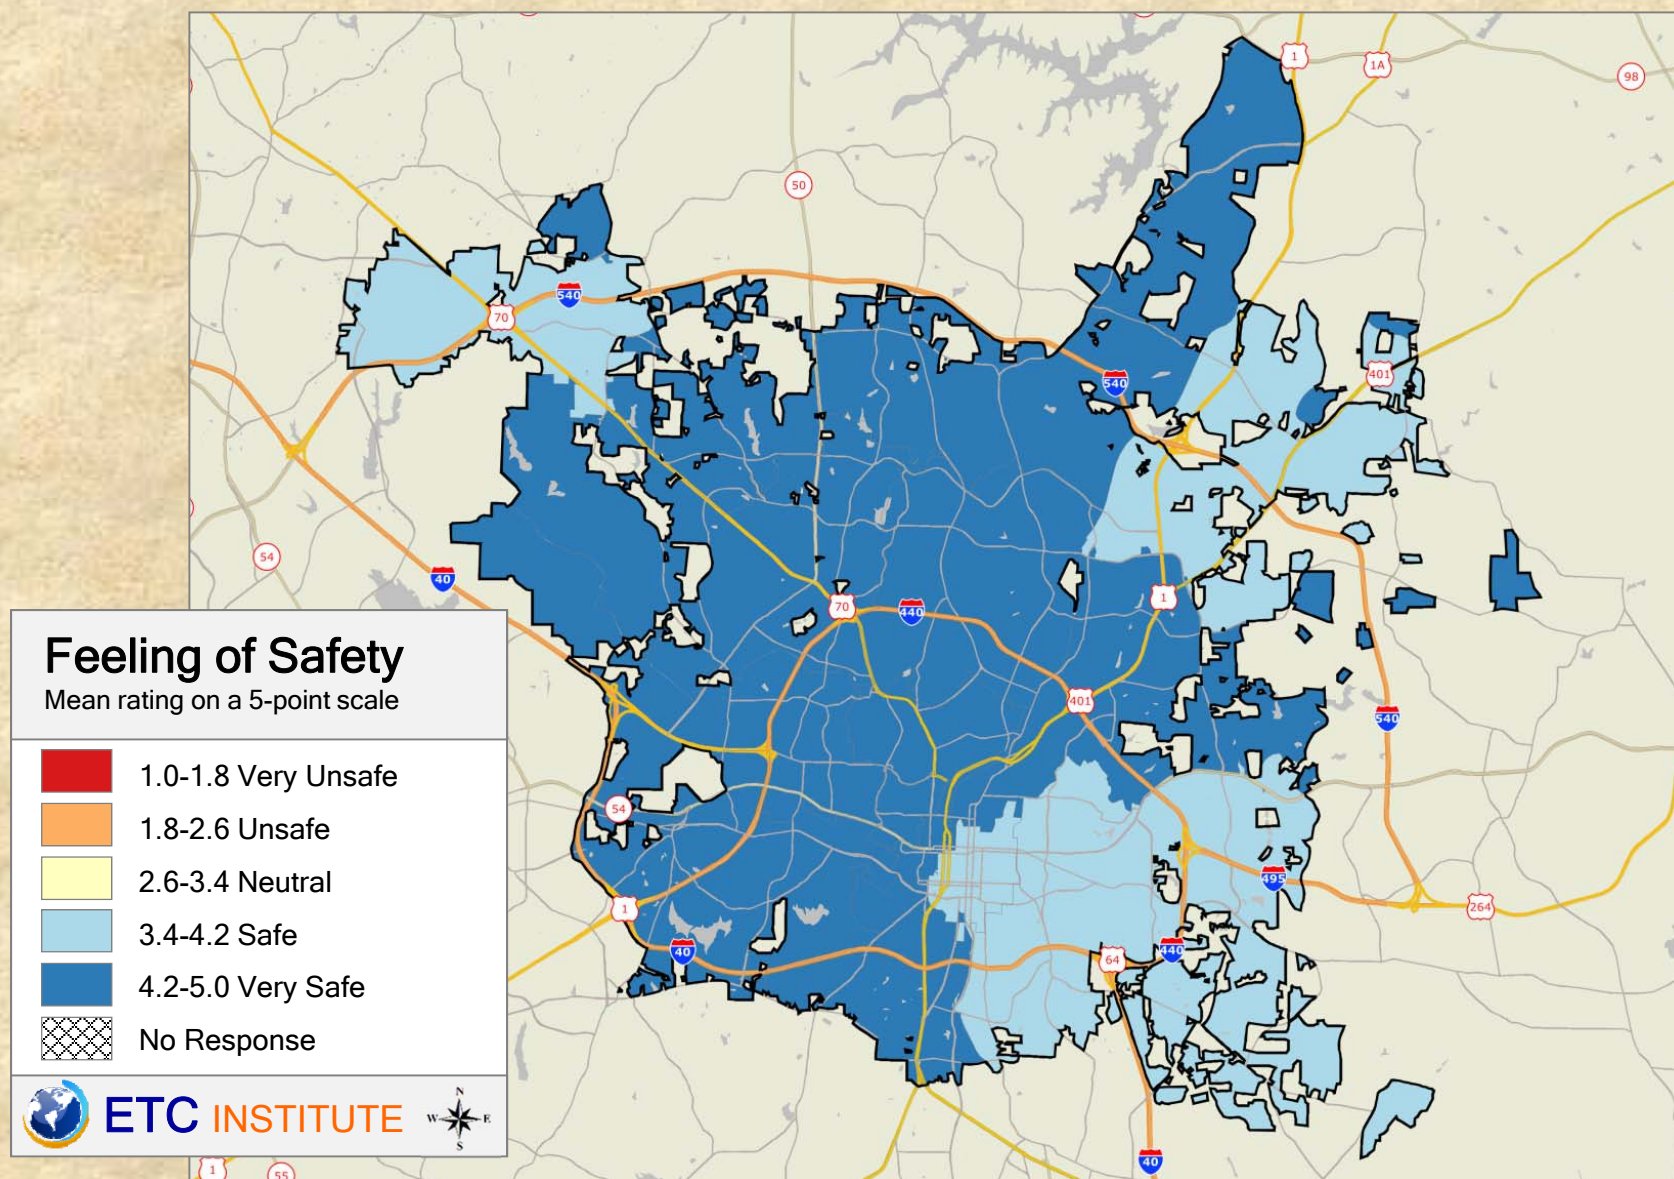 1
1A
98
50
540
70
401
540
54
40
70
440
1
401
540
Feeling of Safety
Mean rating on a 5-point scale
1.0-1.8 Very Unsafe
1.8-2.6 Unsafe
2.6-3.4 Neutral
3.4-4.2 Safe
4.2-5.0 Very Safe
No Response
ETC INSTITUTE
N
W E
S
54
495
1
264
40
440
64
40
1
55